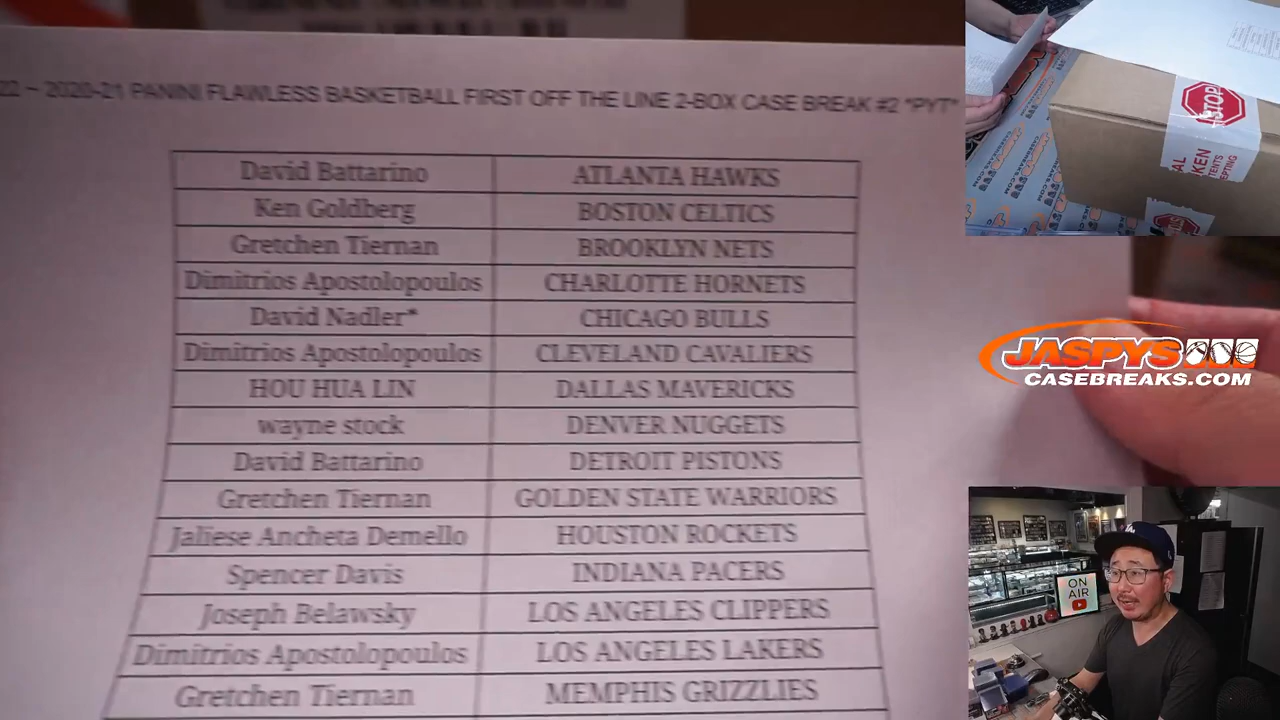 22 ~ 2020-21 PANINI FLAWLESS BASKETBALL FIRST OFF THE LINE 2-BOX CASE BREAK #2 *PYT*
David Battarino ATLANTA HAWKS
Ken Goldberg BOSTON CELTICS
Gretchen Tiernan BROOKLYN NETS
Dimitrios Apostolopoulos CHARLOTTE HORNETS
David Nadler* CHICAGO BULLS
Dimitrios Apostolopoulos CLEVELAND CAVALIERS
HOU HUA LIN DALLAS MAVERICKS
wayne stock DENVER NUGGETS
David Battarino DETROIT PISTONS
Gretchen Tiernan GOLDEN STATE WARRIORS
Jaliese Ancheta Demello HOUSTON ROCKETS
Spencer Davis INDIANA PACERS
Joseph Belawsky LOS ANGELES CLIPPERS
Dimitrios Apostolopoulos LOS ANGELES LAKERS
Gretchen Tiernan MEMPHIS GRIZZLIES
STOP
JASPYS
CASEBREAKS.COM
ON
AIR